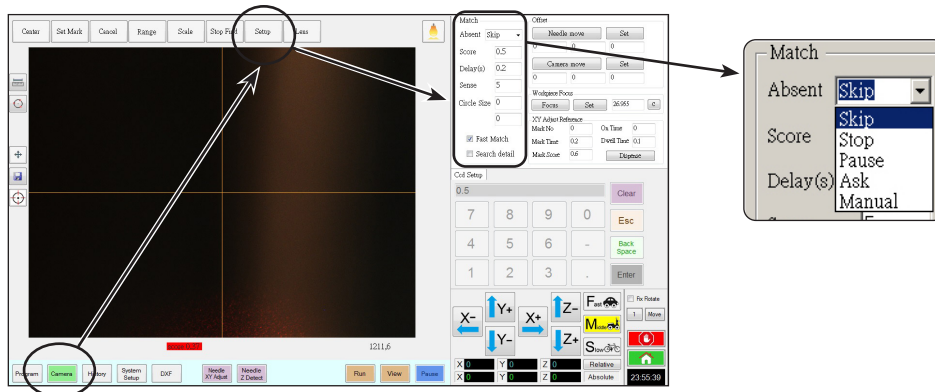 Center Set Mark Cancel Range Scale Stop Find Setup Lens
Match
Absent Skip
Score 0.5
Delay(s) 0.2
Sense 5
Circle Size 0
0
Fast Match
Search detail
Offset
Needle move Set
0 0 0
Camera move Set
0 0 0
Workpiece Focus
Focus Set 26.955 C
XY Adjust Reference
Mark No 0 On Time 0
Mark Time 0.2 Dwell Time 0.1
Mark Score 0.6 Dispense
Ccd Setup
0.5 Clear
7 8 9 0 Esc
4 5 6 - Back Space
1 2 3 . Enter
X- Y+ Y- X+ Z- Z+
Fast
Middle
Slow
Fix Rotate
1 Move
X 0 Y 0 Z 0 Relative
X 0 Y 0 Z 0 Absolute
23:55:39
1211,6
Program Camera History System Setup DXF Needle XY Adjust Needle Z Detect Run View Pause
Match
Absent Skip
Skip
Score Stop
Pause
Delay(s) Ask
Manual